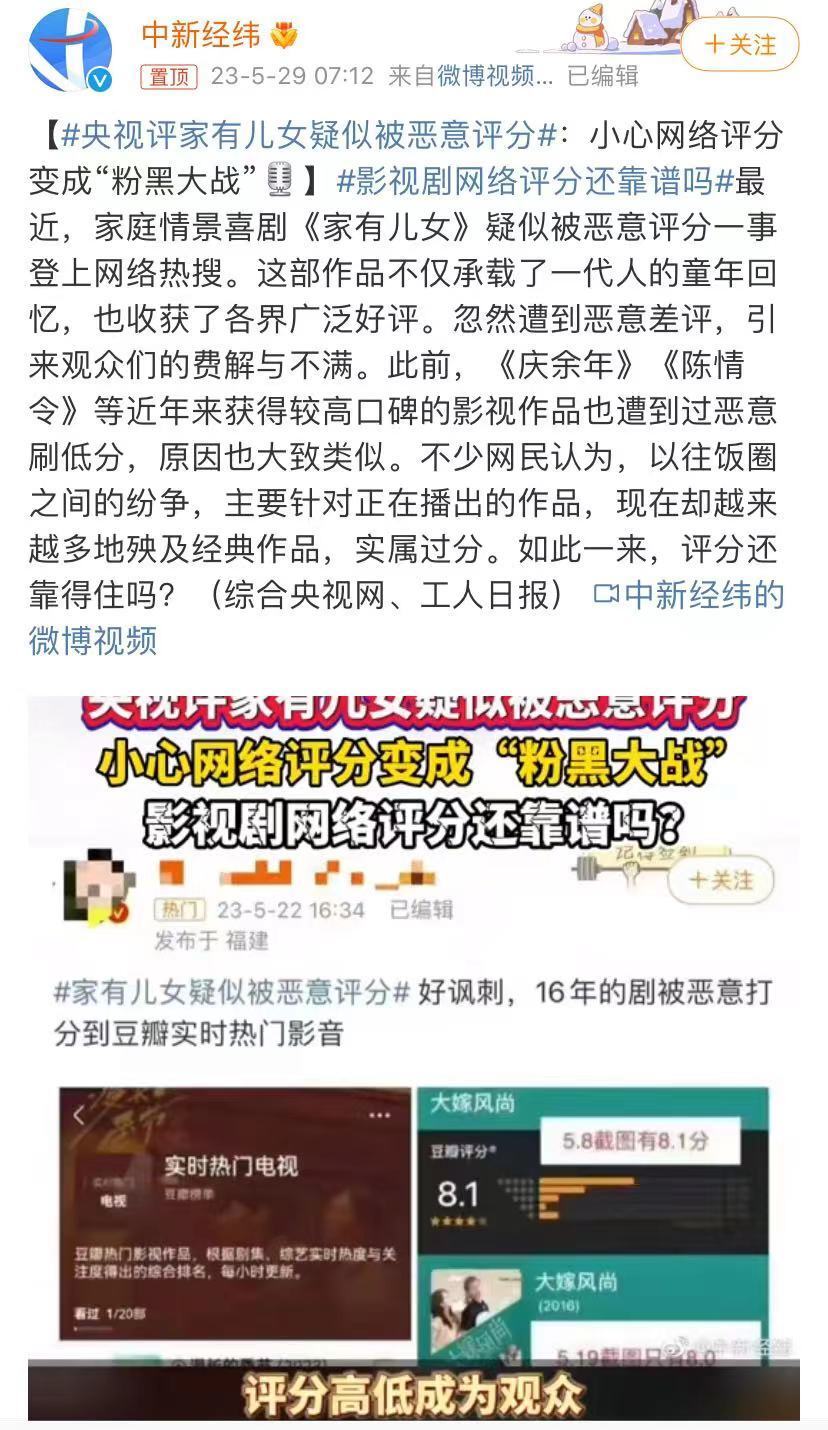 中新经纬
+关注
置顶 23-5-29 07:12 来自微博视频... 已编辑
【#央视评家有儿女疑似被恶意评分#：小心网络评分
变成“粉黑大战”🎙️】#影视剧网络评分还靠谱吗#最
近，家庭情景喜剧《家有儿女》疑似被恶意评分一事
登上网络热搜。这部作品不仅承载了一代人的童年回
忆，也收获了各界广泛好评。忽然遭到恶意差评，引
来观众们的费解与不满。此前，《庆余年》《陈情
令》等近年来获得较高口碑的影视作品也遭到过恶意
刷低分，原因也大致类似。不少网民认为，以往饭圈
之间的纷争，主要针对正在播出的作品，现在却越来
越多地殃及经典作品，实属过分。如此一来，评分还
靠得住吗？（综合央视网、工人日报） 中新经纬的
微博视频
央视评家有儿女疑似被恶意评分
小心网络评分变成“粉黑大战”
影视剧网络评分还靠谱吗?
+关注
热门 23-5-22 16:34 已编辑
发布于 福建
#家有儿女疑似被恶意评分# 好讽刺，16年的剧被恶意打
分到豆瓣实时热门影音
实时热门电视
豆瓣榜单
电视
豆瓣热门影视作品，根据剧集、综艺实时热度与关
注度得出的综合排名，每小时更新。
看过 1/20部
大嫁风尚
5.8截图有8.1分
豆瓣评分
8.1
大嫁风尚
(2016)
5.19截图只有8.0
@中新经纬
评分高低成为观众